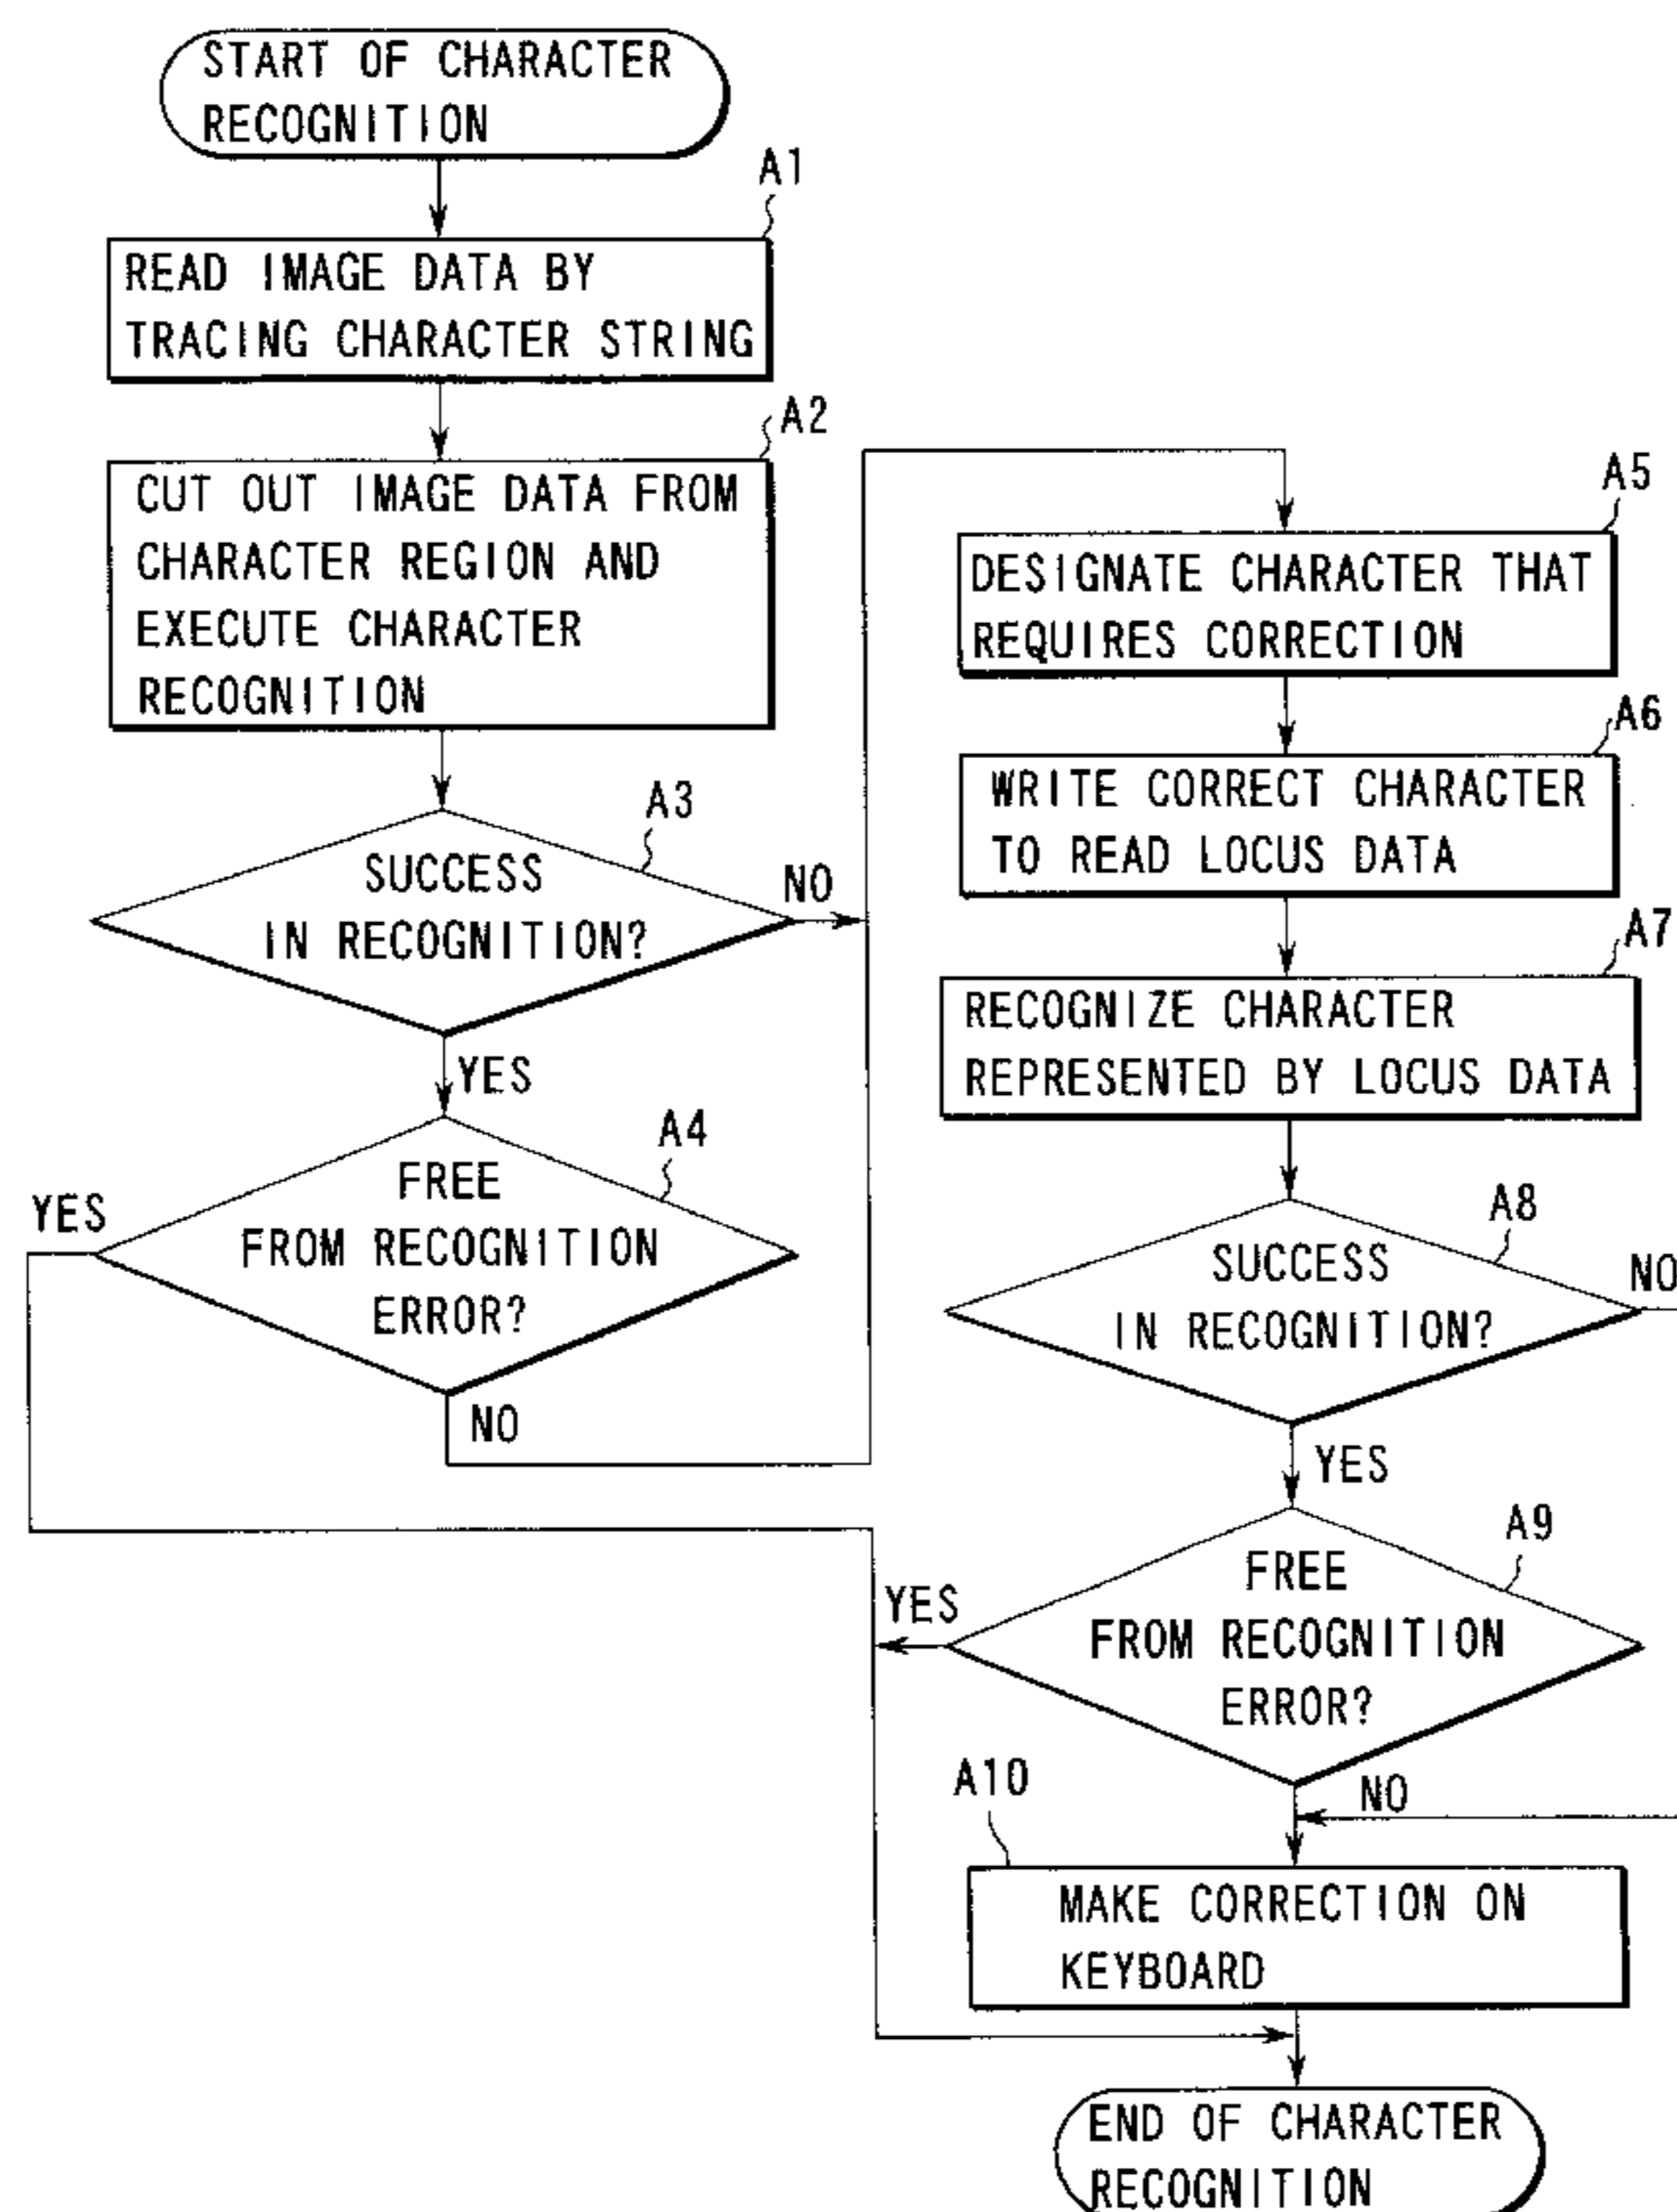 START OF CHARACTER
RECOGNITION
A1
READ IMAGE DATA BY
TRACING CHARACTER STRING
A2
CUT OUT IMAGE DATA FROM
CHARACTER REGION AND
EXECUTE CHARACTER
RECOGNITION
A3
SUCCESS
IN RECOGNITION?
NO
YES
A4
FREE
FROM RECOGNITION
ERROR?
YES
NO
A5
DESIGNATE CHARACTER THAT
REQUIRES CORRECTION
A6
WRITE CORRECT CHARACTER
TO READ LOCUS DATA
A7
RECOGNIZE CHARACTER
REPRESENTED BY LOCUS DATA
A8
SUCCESS
IN RECOGNITION?
NO
YES
A9
FREE
FROM RECOGNITION
ERROR?
YES
NO
A10
MAKE CORRECTION ON
KEYBOARD
END OF CHARACTER
RECOGNITION